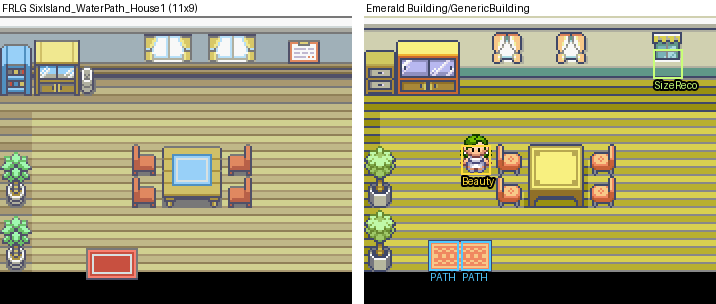 FRLG SixIsland_WaterPath_House1 (11x9)
Emerald Building/GenericBuilding
SizeReco
Beauty
PATH PATH